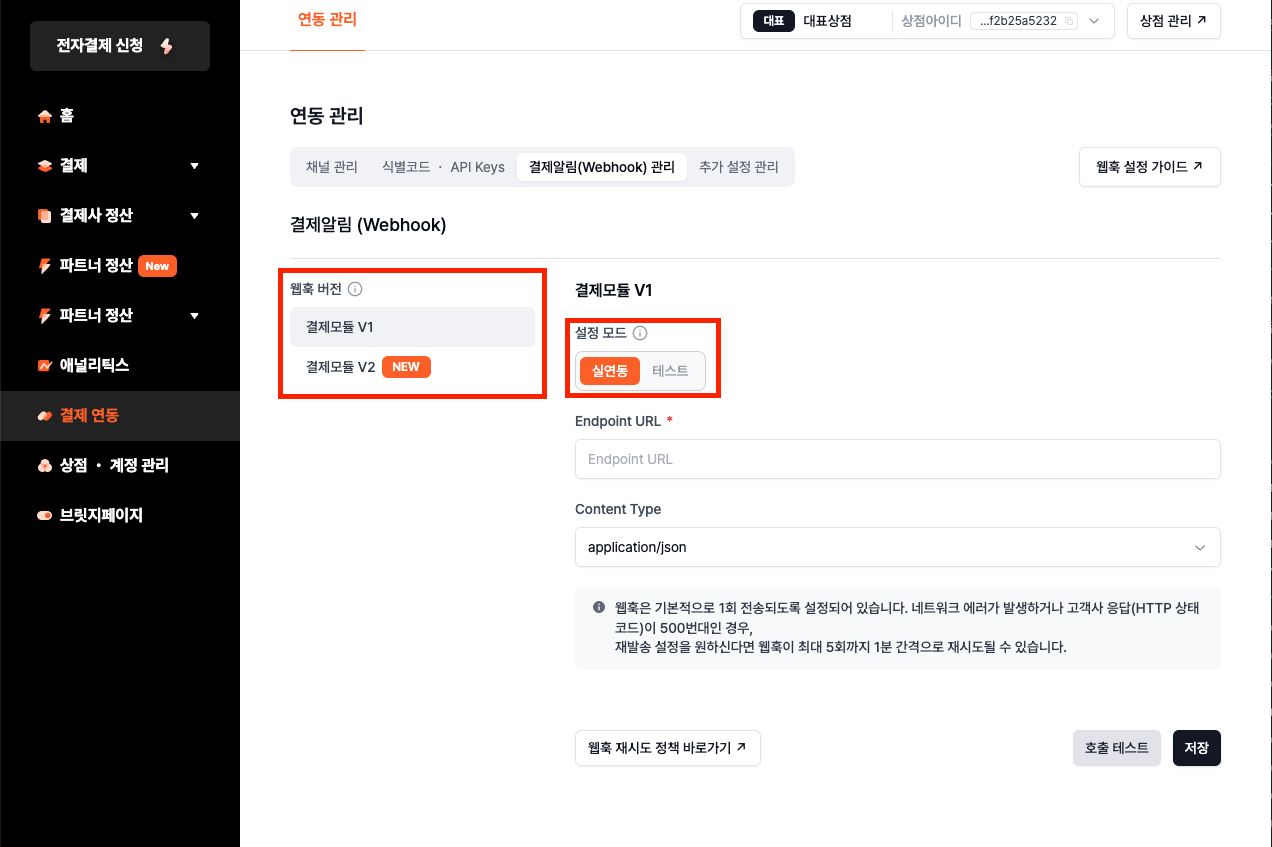 전자결제 신청
홈
결제
결제사 정산
파트너 정산 New
파트너 정산
애널리틱스
결제 연동
상점 • 계정 관리
브릿지페이지
연동 관리
대표 대표상점 상점아이디 ...f2b25a5232
상점 관리
연동 관리
채널 관리 식별코드 · API Keys 결제알림(Webhook) 관리 추가 설정 관리
웹훅 설정 가이드
결제알림 (Webhook)
웹훅 버전
결제모듈 V1
결제모듈 V2 NEW
결제모듈 V1
설정 모드
실연동 테스트
Endpoint URL *
Endpoint URL
Content Type
application/json
웹훅은 기본적으로 1회 전송되도록 설정되어 있습니다. 네트워크 에러가 발생하거나 고객사 응답(HTTP 상태
코드)이 500번대인 경우,
재발송 설정을 원하신다면 웹훅이 최대 5회까지 1분 간격으로 재시도될 수 있습니다.
웹훅 재시도 정책 바로가기
호출 테스트
저장